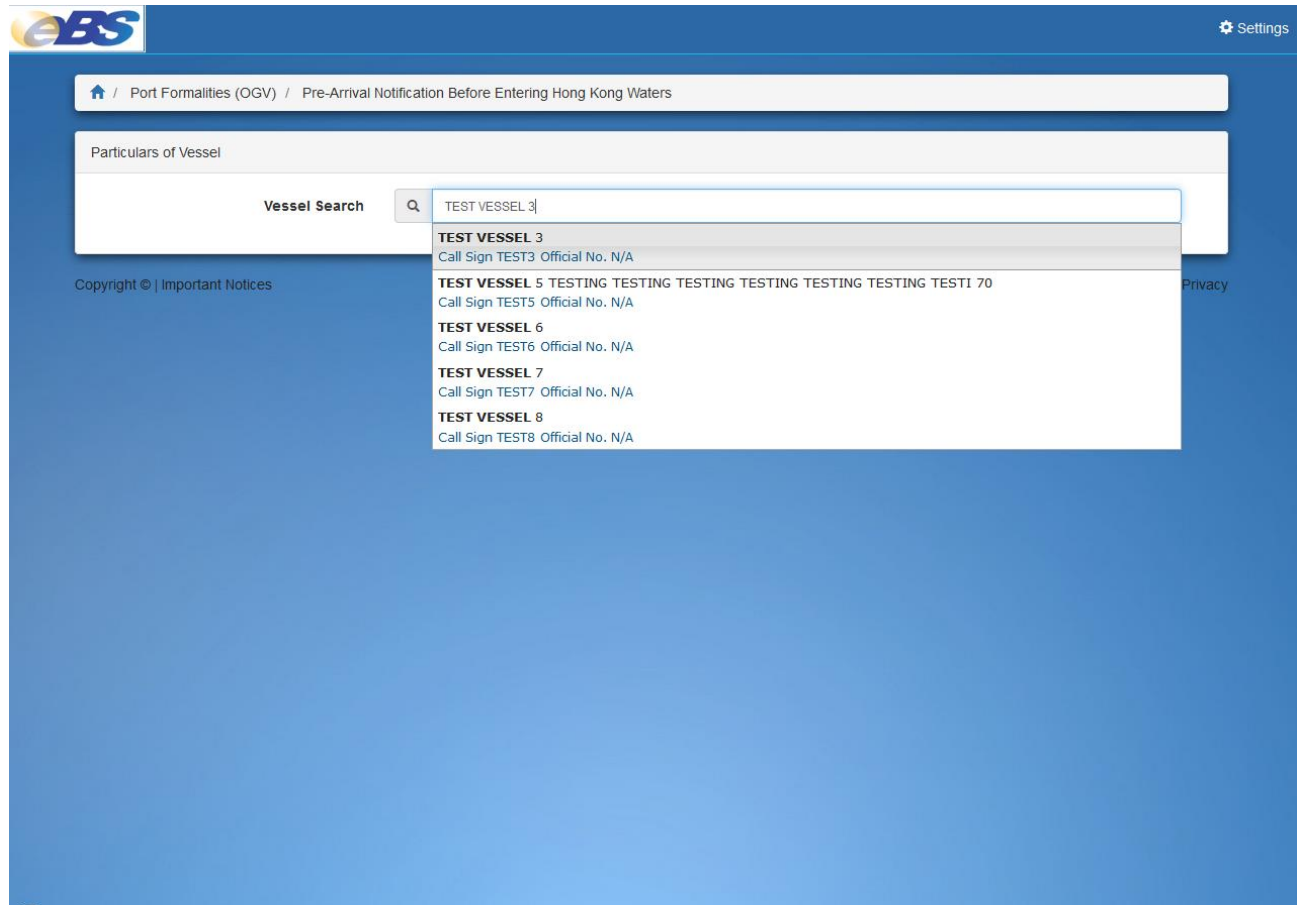 eBS
Settings
/ Port Formalities (OGV) / Pre-Arrival Notification Before Entering Hong Kong Waters
Particulars of Vessel
Vessel Search
TEST VESSEL 3
TEST VESSEL 3
Call Sign TEST3 Official No. N/A
TEST VESSEL 5 TESTING TESTING TESTING TESTING TESTING TESTING TESTI 70
Call Sign TEST5 Official No. N/A
TEST VESSEL 6
Call Sign TEST6 Official No. N/A
TEST VESSEL 7
Call Sign TEST7 Official No. N/A
TEST VESSEL 8
Call Sign TEST8 Official No. N/A
Copyright © | Important Notices
Privacy